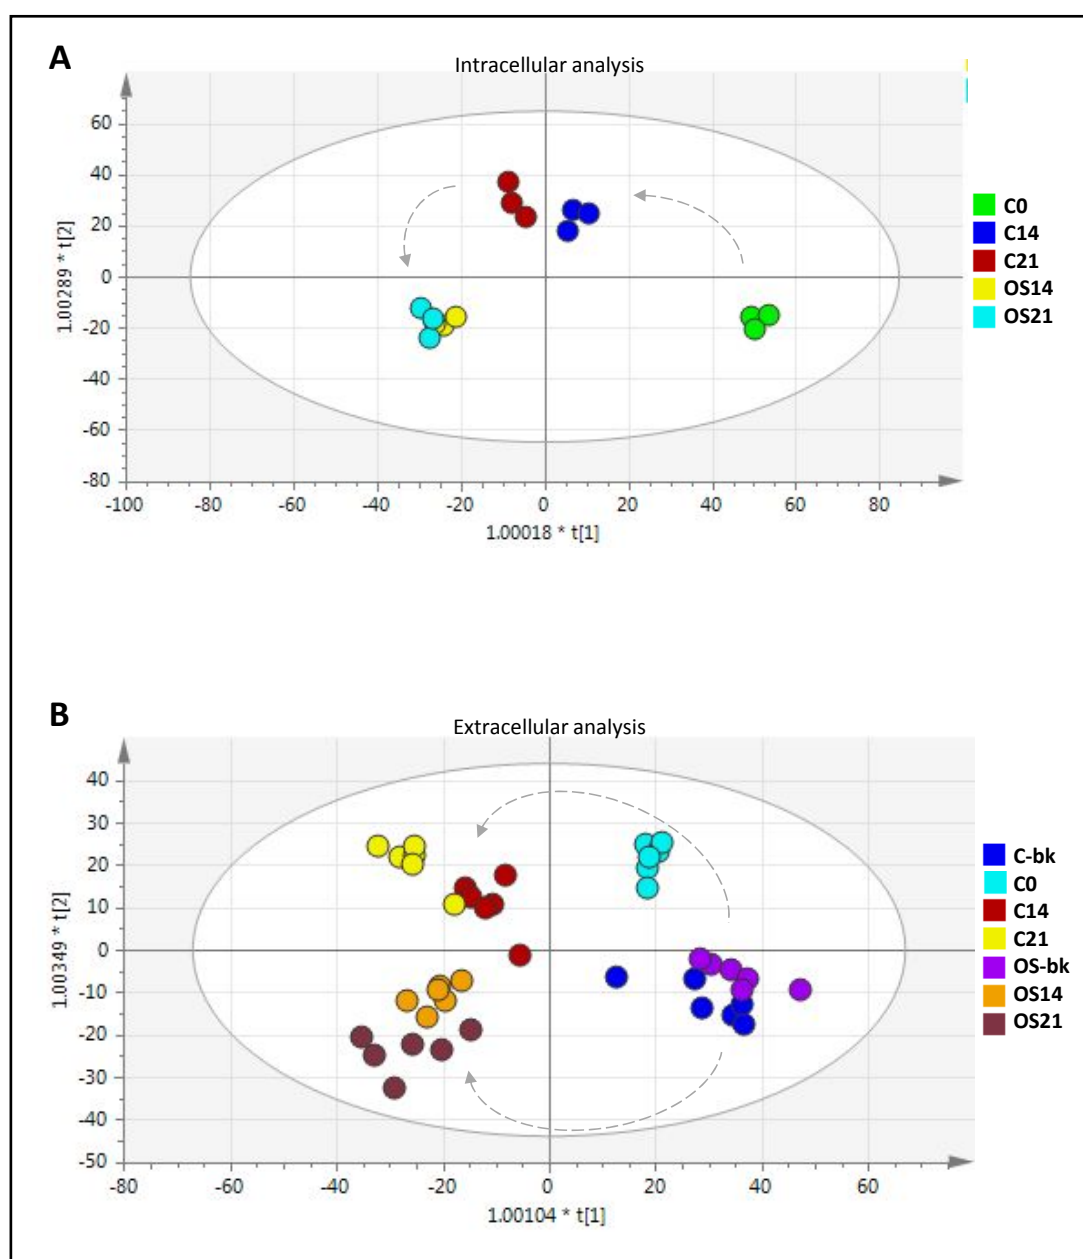 A
Intracellular analysis
1.00289 * t[2]
60
40
20
0
-20
-40
-60
-80
-100
-80
-60
-40
-20
0
20
40
60
80
1.00018 * t[1]
C0
C14
C21
OS14
OS21
B
Extracellular analysis
1.00349 * t[2]
40
30
20
10
0
-10
-20
-30
-40
-50
-80
-60
-40
-20
0
20
40
60
1.00104 * t[1]
C-bk
C0
C14
C21
OS-bk
OS14
OS21